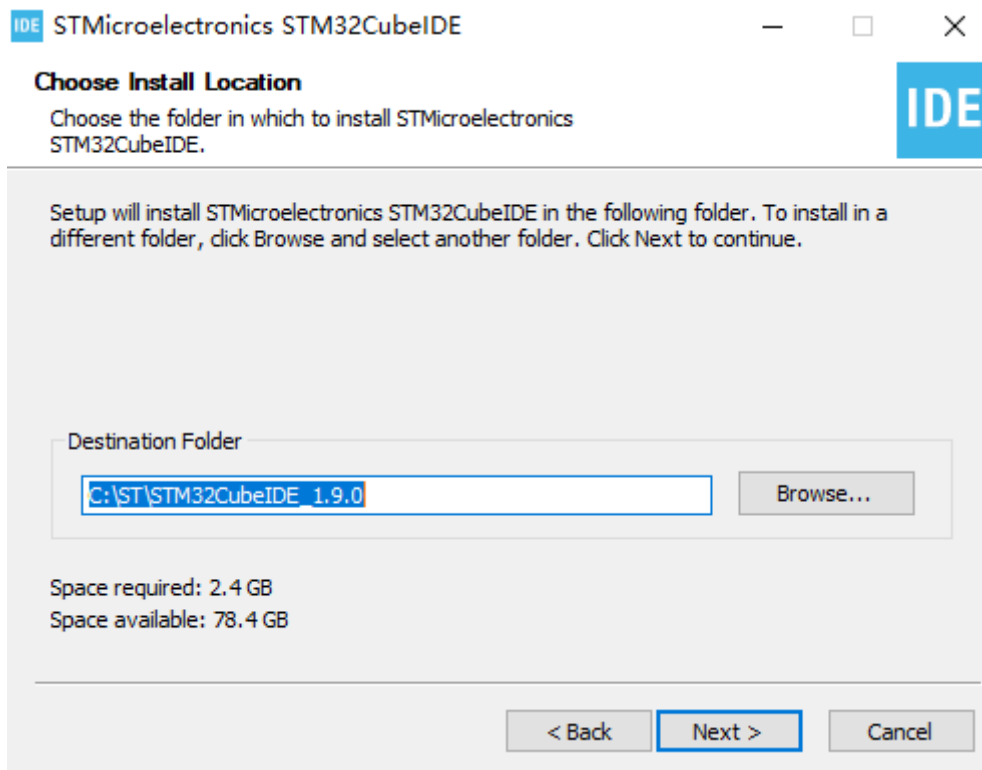 IDE STMicroelectronics STM32CubeIDE
Choose Install Location
Choose the folder in which to install STMicroelectronics
STM32CubeIDE.
IDE
Setup will install STMicroelectronics STM32CubeIDE in the following folder. To install in a
different folder, click Browse and select another folder. Click Next to continue.
Destination Folder
C:\ST\STM32CubeIDE_1.9.0
Browse...
Space required: 2.4 GB
Space available: 78.4 GB
< Back
Next >
Cancel